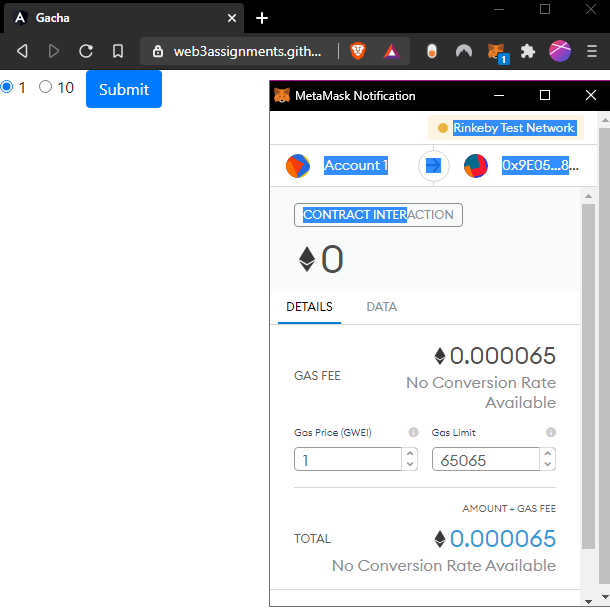 Gacha
web3assignments.gith...
1
1 10 Submit
MetaMask Notification
Rinkeby Test Network
Account 1 0x9E05...8...
CONTRACT INTERACTION
0
DETAILS DATA
GAS FEE 0.000065
No Conversion Rate
Available
Gas Price (GWEI) Gas Limit
1 65065
AMOUNT + GAS FEE
TOTAL 0.000065
No Conversion Rate Available